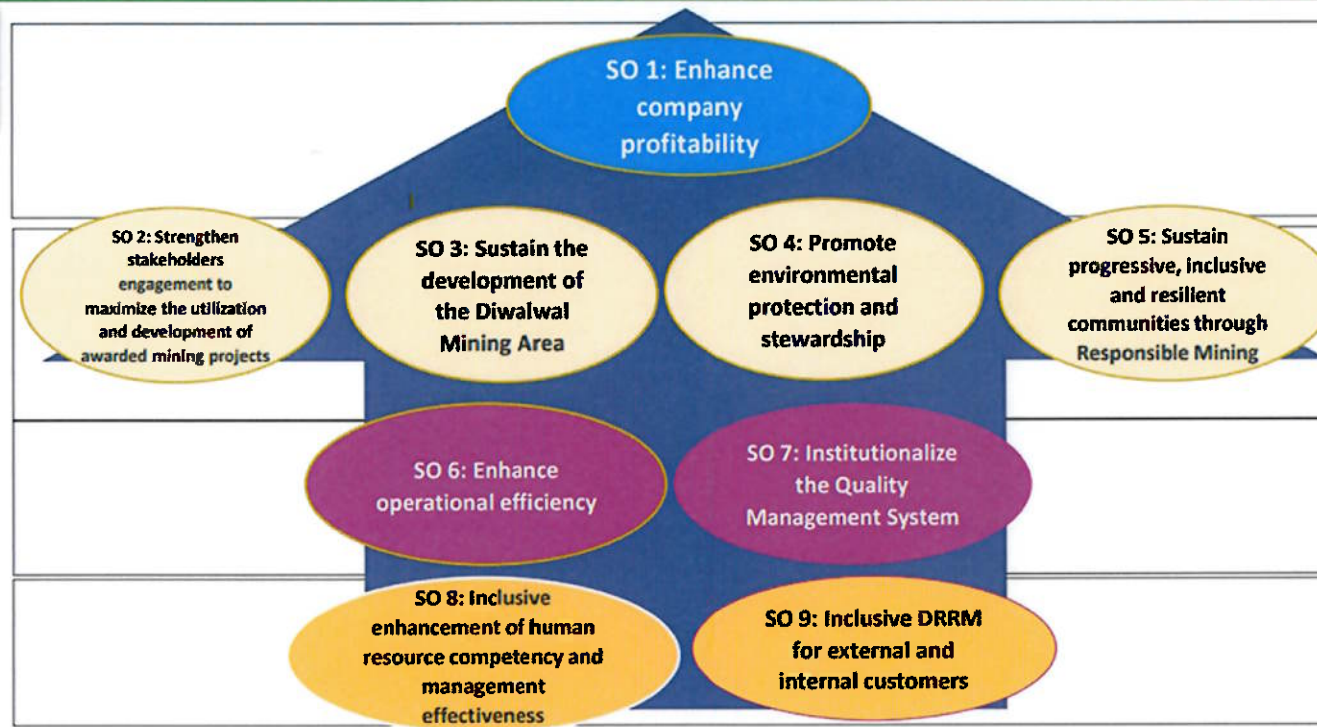 SO 1: Enhance
company
profitability
SO 2: Strengthen
stakeholders
engagement to
maximize the utilization
and development of
awarded mining projects
SO 3: Sustain the
development of
the Diwalwal
Mining Area
SO 4: Promote
environmental
protection and
stewardship
SO 5: Sustain
progressive, inclusive
and resilient
communities through
Responsible Mining
SO 6: Enhance
operational efficiency
SO 7: Institutionalize
the Quality
Management System
SO 8: Inclusive
enhancement of human
resource competency and
management
effectiveness
SO 9: Inclusive DRRM
for external and
internal customers